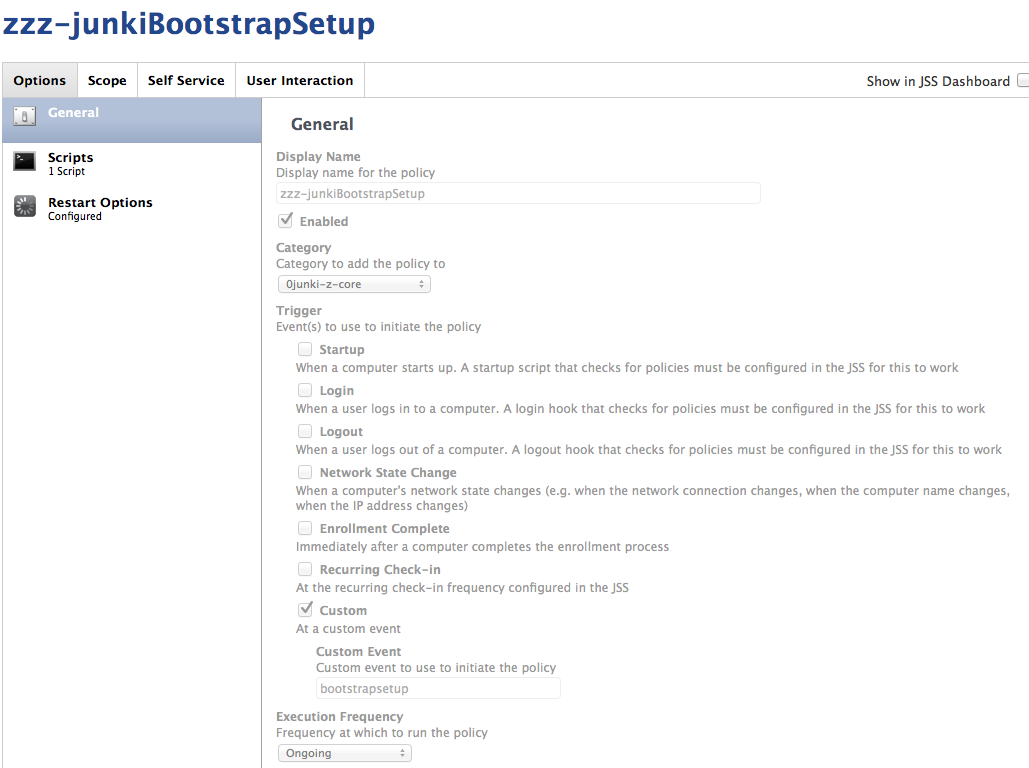 zzz-junkiBootstrapSetup
Options Scope Self Service User Interaction Show in JSS Dashboard
General
Scripts
1 Script
Restart Options
Configured
General
Display Name
Display name for the policy
zzz-junkiBootstrapSetup
Enabled
Category
Category to add the policy to
0junki-z-core
Trigger
Event(s) to use to initiate the policy
Startup
When a computer starts up. A startup script that checks for policies must be configured in the JSS for this to work
Login
When a user logs in to a computer. A login hook that checks for policies must be configured in the JSS for this to work
Logout
When a user logs out of a computer. A logout hook that checks for policies must be configured in the JSS for this to work
Network State Change
When a computer's network state changes (e.g. when the network connection changes, when the computer name changes,
when the IP address changes)
Enrollment Complete
Immediately after a computer completes the enrollment process
Recurring Check-in
At the recurring check-in frequency configured in the JSS
Custom
At a custom event
Custom Event
Custom event to use to initiate the policy
bootstrapsetup
Execution Frequency
Frequency at which to run the policy
Ongoing